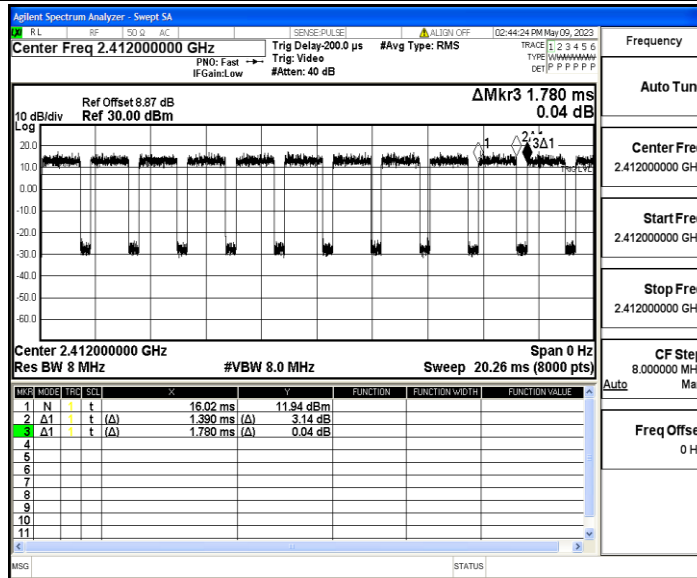 Agilent Spectrum Analyzer - Swept SA
RL RF 50 Ω AC SENSE:PULSE ALIGN OFF 02:44:24 PM May 09, 2023
Center Freq 2.412000000 GHz
PNO: Fast
IFGain:Low
Trig Delay-200.0 µs
Trig: Video
#Atten: 40 dB
#Avg Type: RMS
TRACE 1 2 3 4 5 6
TYPE WWWWWW
DET P P P P P P
Ref Offset 8.87 dB
10 dB/div Ref 30.00 dBm
Log
ΔMkr3 1.780 ms
0.04 dB
20.0
10.0
0.00
-10.0
-20.0
-30.0
-40.0
-50.0
-60.0
1
3Δ1
TRIG LVL
Center 2.412000000 GHz Span 0 Hz
Res BW 8 MHz #VBW 8.0 MHz Sweep 20.26 ms (8000 pts)
MKR MODE TRC SCL X Y FUNCTION FUNCTION WIDTH FUNCTION VALUE
1 N 1 t 16.02 ms 11.94 dBm
2 Δ1 1 t (Δ) 1.390 ms (Δ) 3.14 dB
3 Δ1 1 t (Δ) 1.780 ms (Δ) 0.04 dB
4
5
6
7
8
9
10
11
MSG STATUS
Frequency
Auto Tun
Center Fre
2.412000000 GH
Start Fre
2.412000000 GH
Stop Fre
2.412000000 GH
CF Step
8.000000 MH
Auto Ma
Freq Offse
0 H